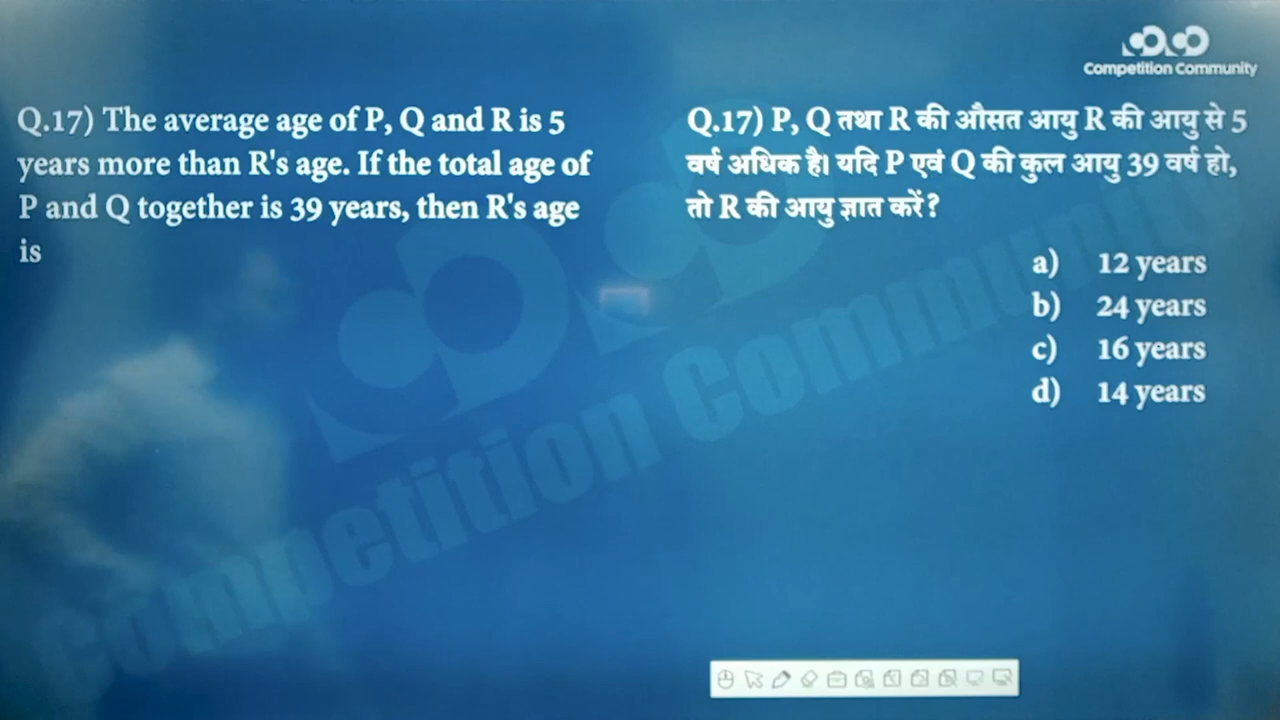 Competition Community
Q.17) The average age of P, Q and R is 5
years more than R's age. If the total age of
P and Q together is 39 years, then R's age
is
Q.17) P, Q तथा R की औसत आयु R की आयु से 5
वर्ष अधिक है। यदि P एवं Q की कुल आयु 39 वर्ष हो,
तो R की आयु ज्ञात करें?
a) 12 years
b) 24 years
c) 16 years
d) 14 years
Competition Community